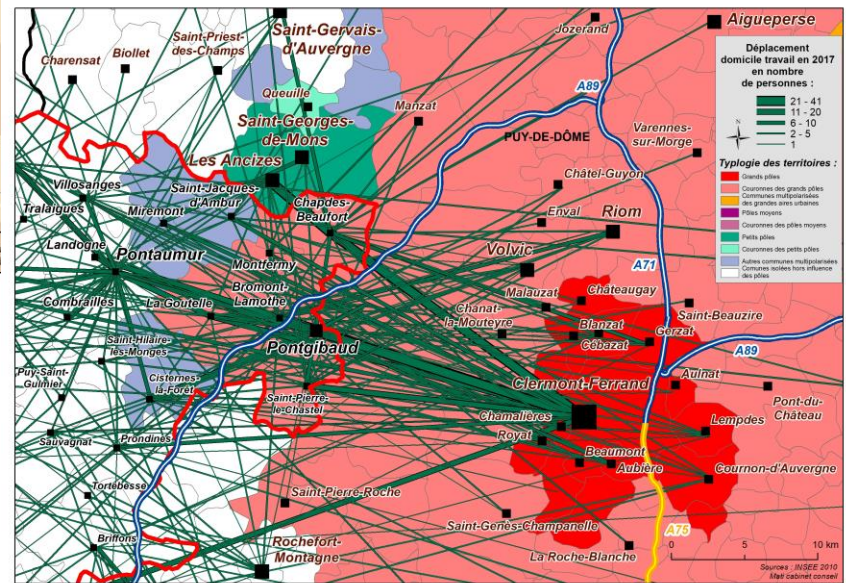 Saint-Gervais-
d'Auvergne
Jozerand
Aigueperse
Saint-Priest-
des-Champs
Biollet
Charensat
Queuille
Manzat
A89
PUY-DE-DÔME
Saint-Georges-
de-Mons
Varennes-
sur-Morge
Les Ancizes
Châtel-Guyon
Villosanges
Saint-Jacques-
d'Ambur
Chapdes-
Beaufort
Tralaigues
Miremont
Enval
Riom
Landogne
Montfermy
Volvic
A71
Pontaumur
Bromont-
Lamothe
Malauzat
Châteaugay
Combrailles
La Goutelle
Chanat-
la-Mouteyre
Blanzat
Saint-Beauzire
Cébazat
Gerzat
Saint-Hilaire-
les-Monges
Pontgibaud
A89
Puy-Saint-
Gulmier
Cisternes-
la-Forêt
Saint-Pierre-
le-Chastel
Clermont-Ferrand
Aulnat
Pont-du-
Château
Chamalières
Lempdes
Sauvagnat
Prondines
Royat
Beaumont
Aubière
Cournon-d'Auvergne
Tortebesse
Saint-Pierre-Roche
Saint-Genès-Champanelle
A75
Briffons
Rochefort-
Montagne
La Roche-Blanche
Déplacement
domicile travail en 2017
en nombre
de personnes :
21 - 41
11 - 20
6 - 10
2 - 5
1
N
Typlogie des territoires :
Grands pôles
Couronnes des grands pôles
Communes multipolarisées
des grandes aires urbaines
Pôles moyens
Couronnes des pôles moyens
Petits pôles
Couronnes des petits pôles
Autres communes multipolarisées
Comunes isolées hors influence
des pôles
0 5 10 km
Sources : INSEE 2010
Mati cabinet conseil